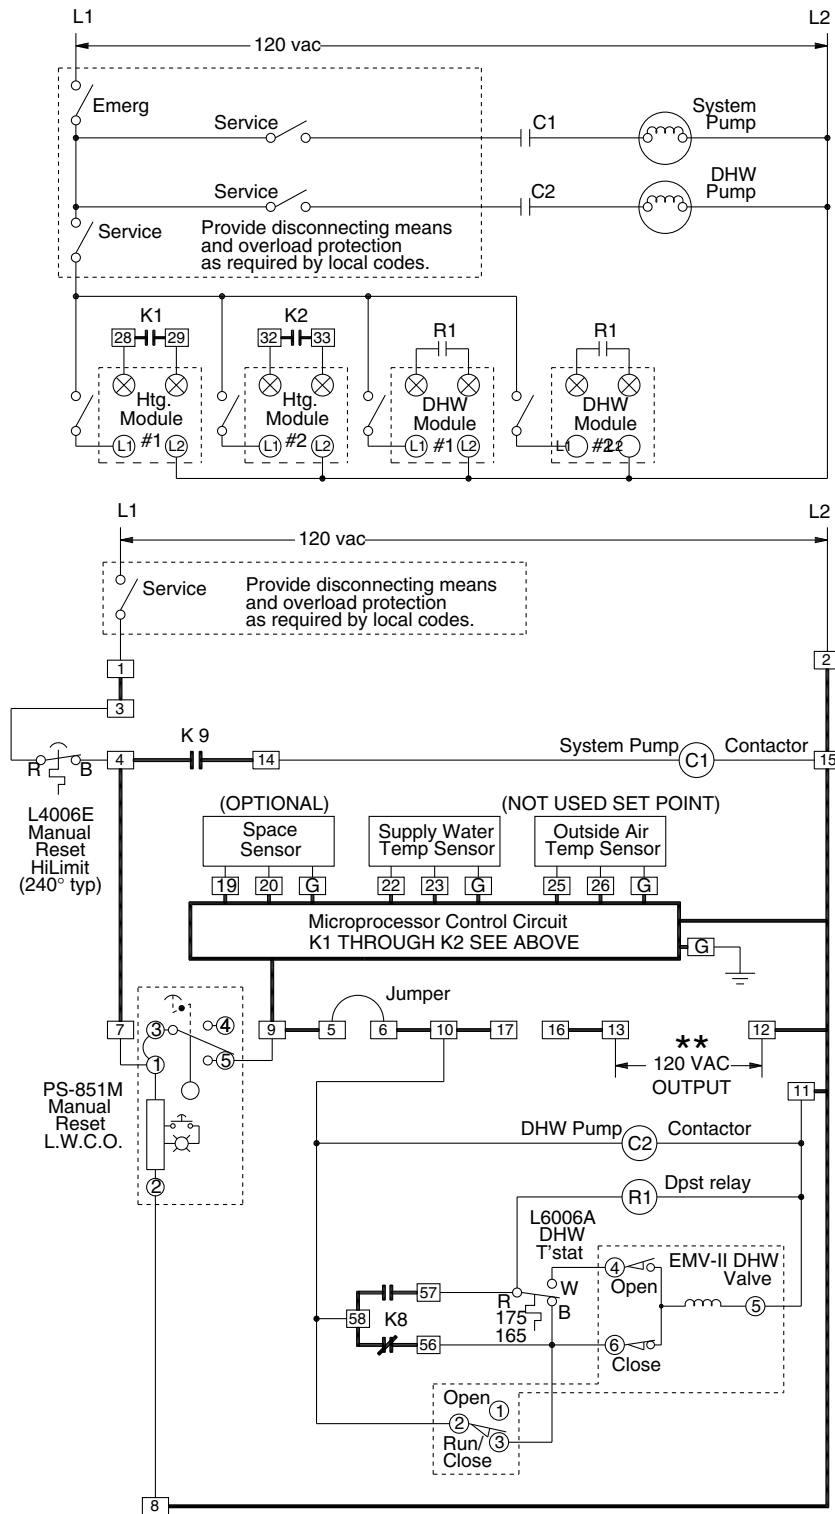 L1
L2
120 vac
Emerg
Service
C1
System
Pump
Service
C2
DHW
Pump
Service
Provide disconnecting means
and overload protection
as required by local codes.
K1
K2
R1
R1
28
29
32
33
Htg.
Module
#1
L1
L2
Htg.
Module
#2
L1
L2
DHW
Module
#1
L1
L2
DHW
Module
#2
L1
L2
L1
L2
120 vac
Service
Provide disconnecting means
and overload protection
as required by local codes.
1
2
3
R
B
4
K 9
14
System Pump
C1
Contactor
15
L4006E
Manual
Reset
HiLimit
(240° typ)
(OPTIONAL)
(NOT USED SET POINT)
Space
Sensor
Supply Water
Temp Sensor
Outside Air
Temp Sensor
19
20
G
22
23
G
25
26
G
Microprocessor Control Circuit
K1 THROUGH K2 SEE ABOVE
G
Jumper
7
3
4
9
5
6
10
17
16
13
12
1
5
**
120 VAC
OUTPUT
11
PS-851M
Manual
Reset
L.W.C.O.
2
DHW Pump
C2
Contactor
R1
Dpst relay
L6006A
DHW
T'stat
EMV-II DHW
Valve
4
Open
5
57
R
W
B
175
165
58
K8
56
6
Close
Open
1
2
3
Run/
Close
8